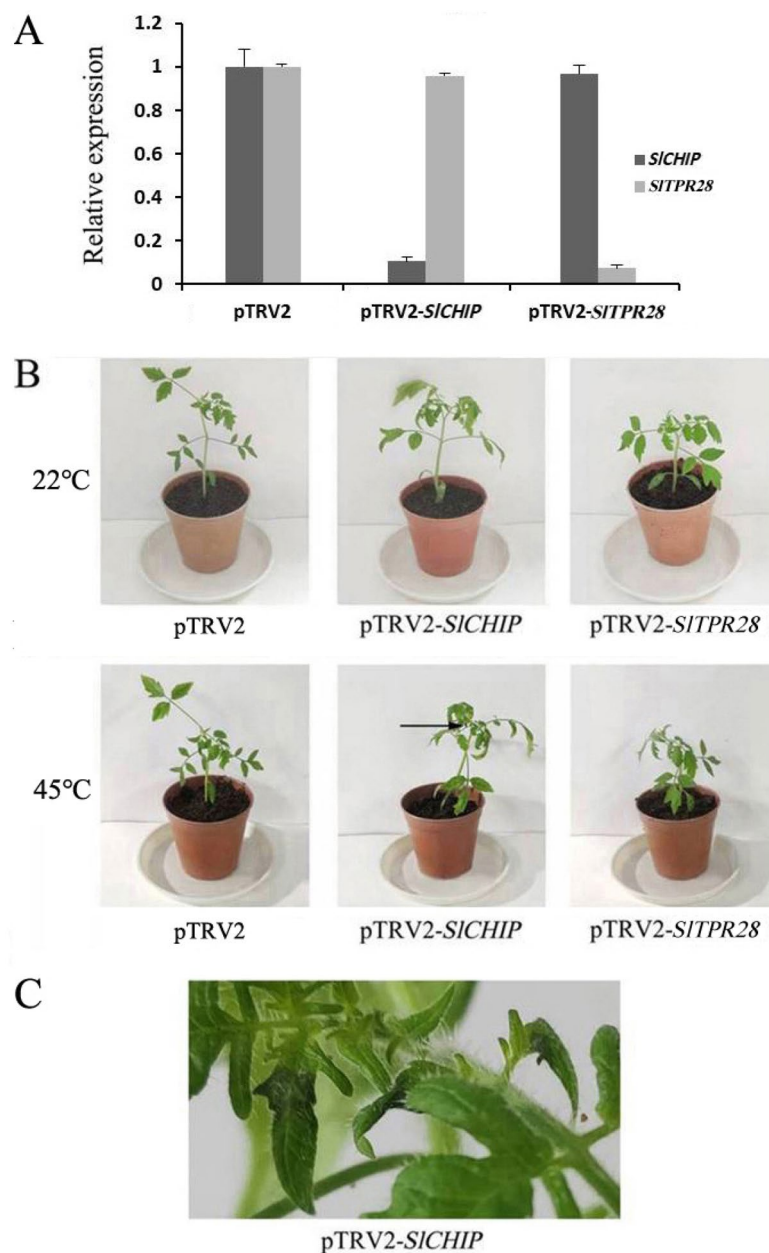 A
Relative expression
1.2
1
0.8
0.6
0.4
0.2
0
SlCHIP
SlTPR28
pTRV2 pTRV2-SlCHIP pTRV2-SlTPR28
B
22°C
pTRV2 pTRV2-SlCHIP pTRV2-SlTPR28
45°C
pTRV2 pTRV2-SlCHIP pTRV2-SlTPR28
C
pTRV2-SlCHIP